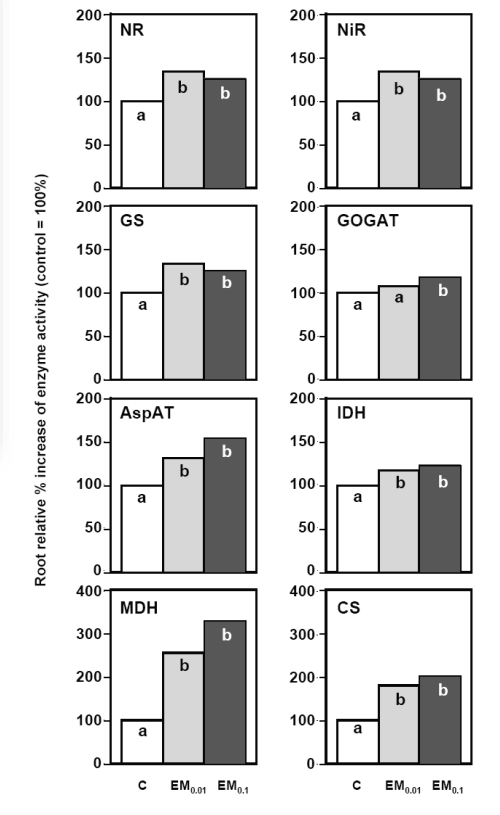 Root relative % increase of enzyme activity (control = 100%)
200
150
100
50
0
NR
a
b
b
200
150
100
50
0
NiR
a
b
b
200
150
100
50
0
GS
a
b
b
200
150
100
50
0
GOGAT
a
a
b
200
150
100
50
0
AspAT
a
b
b
200
150
100
50
0
IDH
a
b
b
400
300
200
100
0
MDH
a
b
b
400
300
200
100
0
CS
a
b
b
C EM0.01 EM0.1
C EM0.01 EM0.1